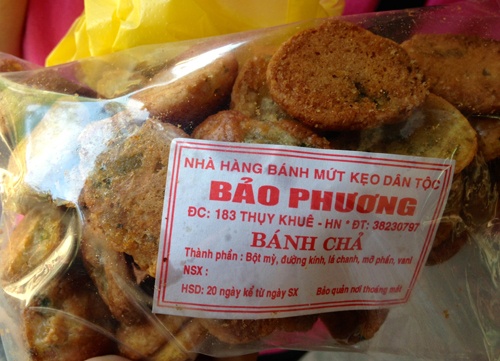 NHÀ HÀNG BÁNH MỨT KẸO DÂN TỘC
BẢO PHƯƠNG
ĐC: 183 THỤY KHUÊ - HN * ĐT: 38230797
BÁNH CHẢ
Thành phần : Bột mỳ, đường kính, lá chanh, mỡ phần, vani
NSX :
HSD: 20 ngày kể từ ngày SX Bảo quản nơi thoáng mát